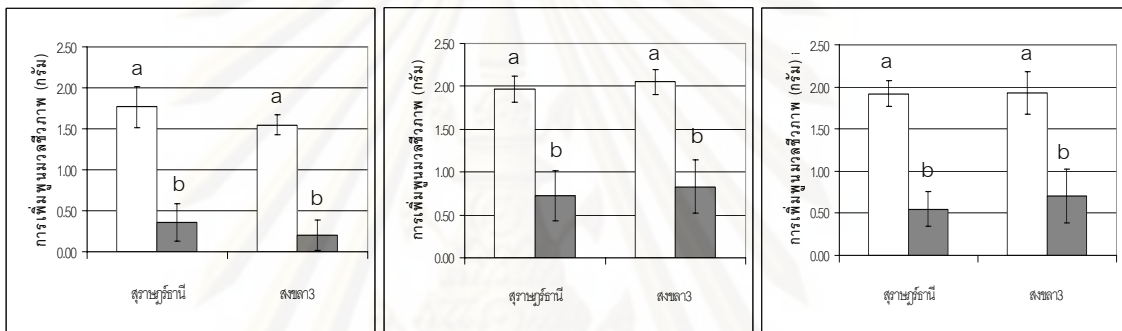 การเพิ่มพูนมวลชีวภาพ (กรัม)
2.50
2.00
1.50
1.00
0.50
0.00
a
b
a
b
สุราษฎร์ธานี
สงขลา3
การเพิ่มพูนมวลชีวภาพ (กรัม)
2.50
2.00
1.50
1.00
0.50
0.00
a
b
a
b
สุราษฎร์ธานี
สงขลา3
การเพิ่มพูนมวลชีวภาพ (กรัม)
2.50
2.00
1.50
1.00
0.50
0.00
a
b
a
b
สุราษฎร์ธานี
สงขลา3